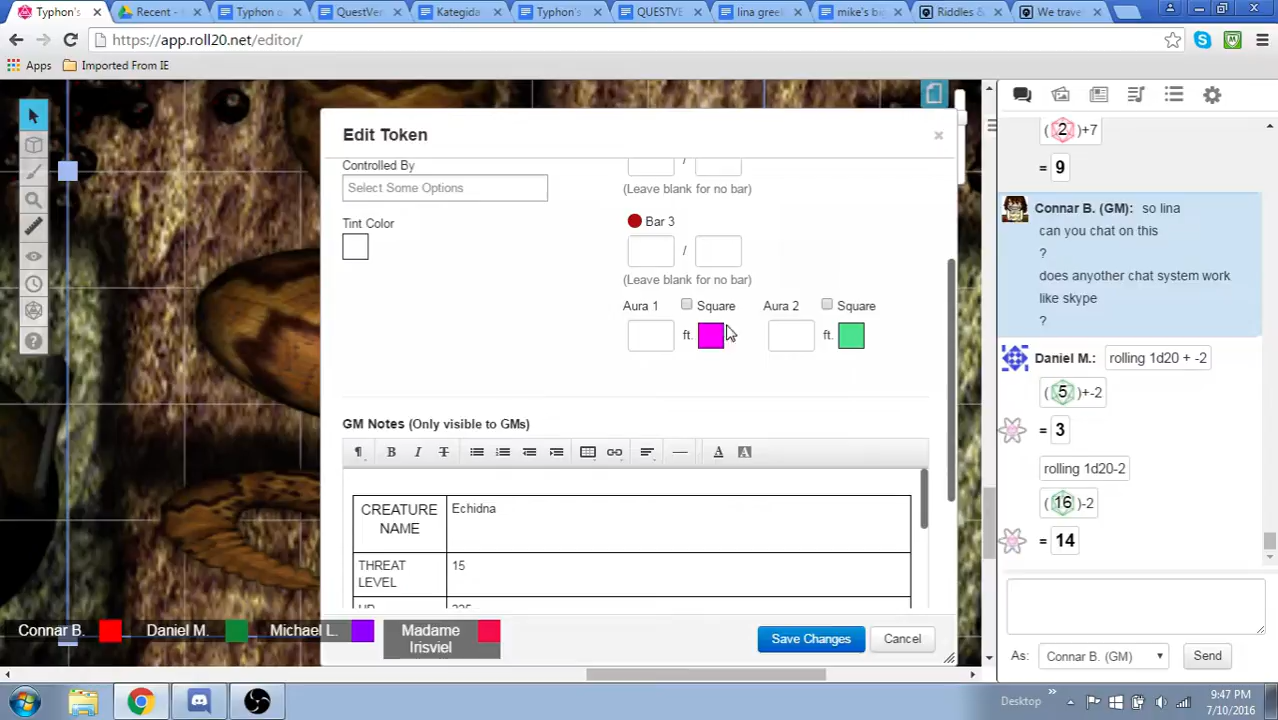 Typhon's
Recent -
Typhon o
QuestVer
Kategida
Typhon's
QUESTVE
lina greel
mike's big
Riddles &
We trave
https://app.roll20.net/editor/
Apps
Imported From IE
Edit Token
×
Controlled By
Select Some Options
Tint Color
/
(Leave blank for no bar)
Bar 3
/
(Leave blank for no bar)
Aura 1
Square
Aura 2
Square
ft.
ft.
GM Notes (Only visible to GMs)
CREATURE NAME
Echidna
THREAT LEVEL
15
Save Changes
Cancel
Connar B.
Daniel M.
Michael L.
Madame
Irisviel
(2)+7
= 9
Connar B. (GM): so lina
can you chat on this
?
does anyother chat system work
like skype
?
Daniel M.: rolling 1d20 + -2
(5)+-2
= 3
rolling 1d20-2
(16)-2
= 14
As:
Connar B. (GM)
Send
Desktop
9:47 PM
7/10/2016